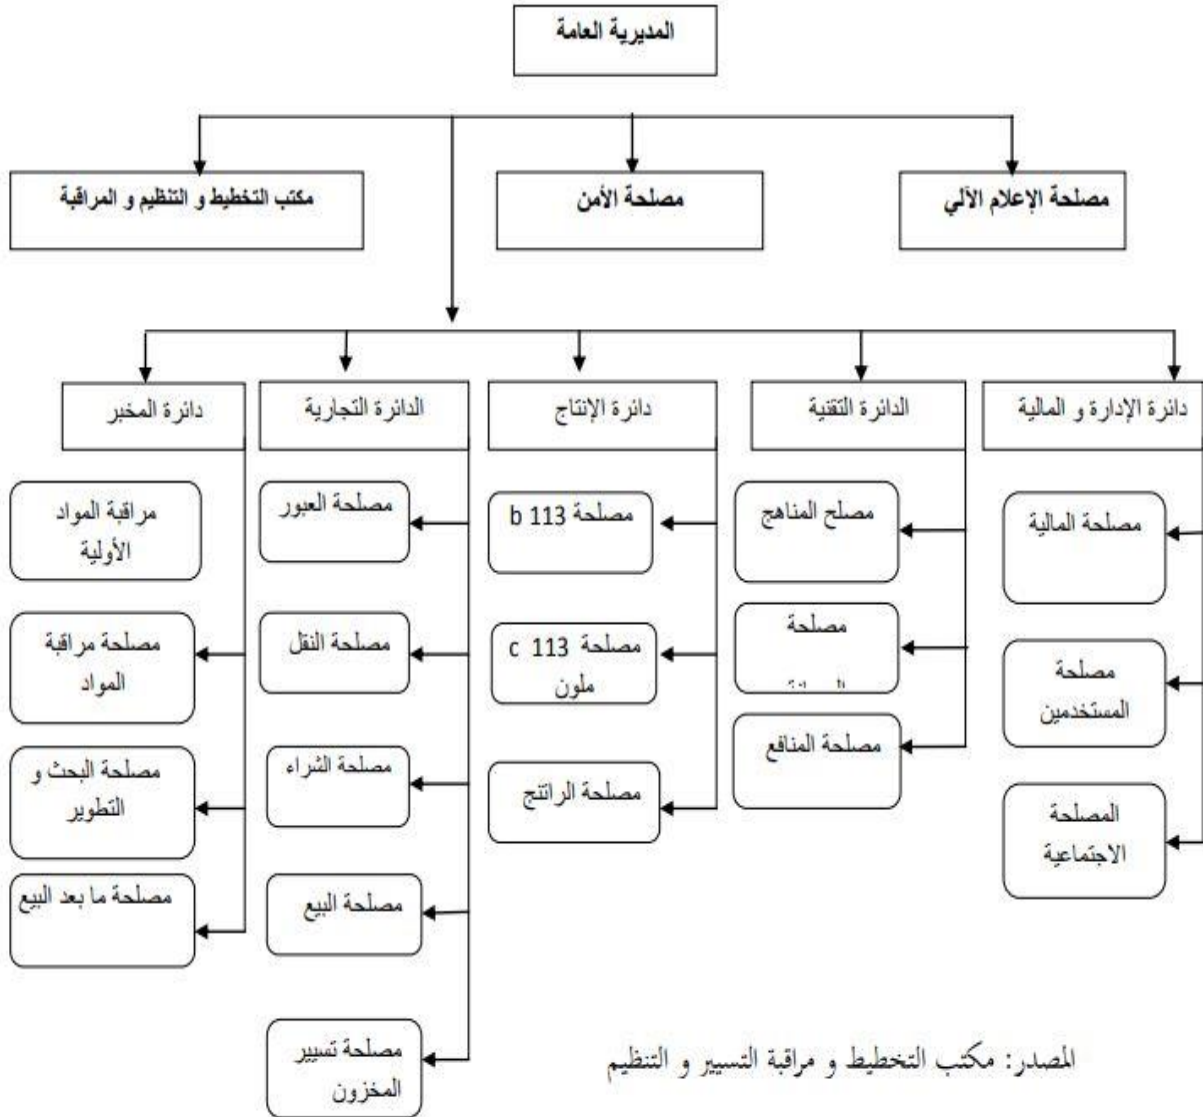 المديرية العامة
مصلحة الإعلام الآلي
مصلحة الأمن
مكتب التخطيط و التنظيم و المراقبة
دائرة الإدارة و المالية
الدائرة التقنية
دائرة الإنتاج
الدائرة التجارية
دائرة المخبر
مصلحة المالية
مصلحة
المستخدمين
المصلحة
الاجتماعية
مصلح المناهج
مصلحة
مصلحة المنافع
مصلحة 113 b
مصلحة 113 c
ملون
مصلحة الراتنج
مصلحة العبور
مصلحة النقل
مصلحة الشراء
مصلحة البيع
مصلحة تسيير
المخزون
مراقبة المواد
الأولية
مصلحة مراقبة
المواد
مصلحة البحث و
التطوير
مصلحة ما بعد البيع
المصدر: مكتب التخطيط و مراقبة التسيير و التنظيم